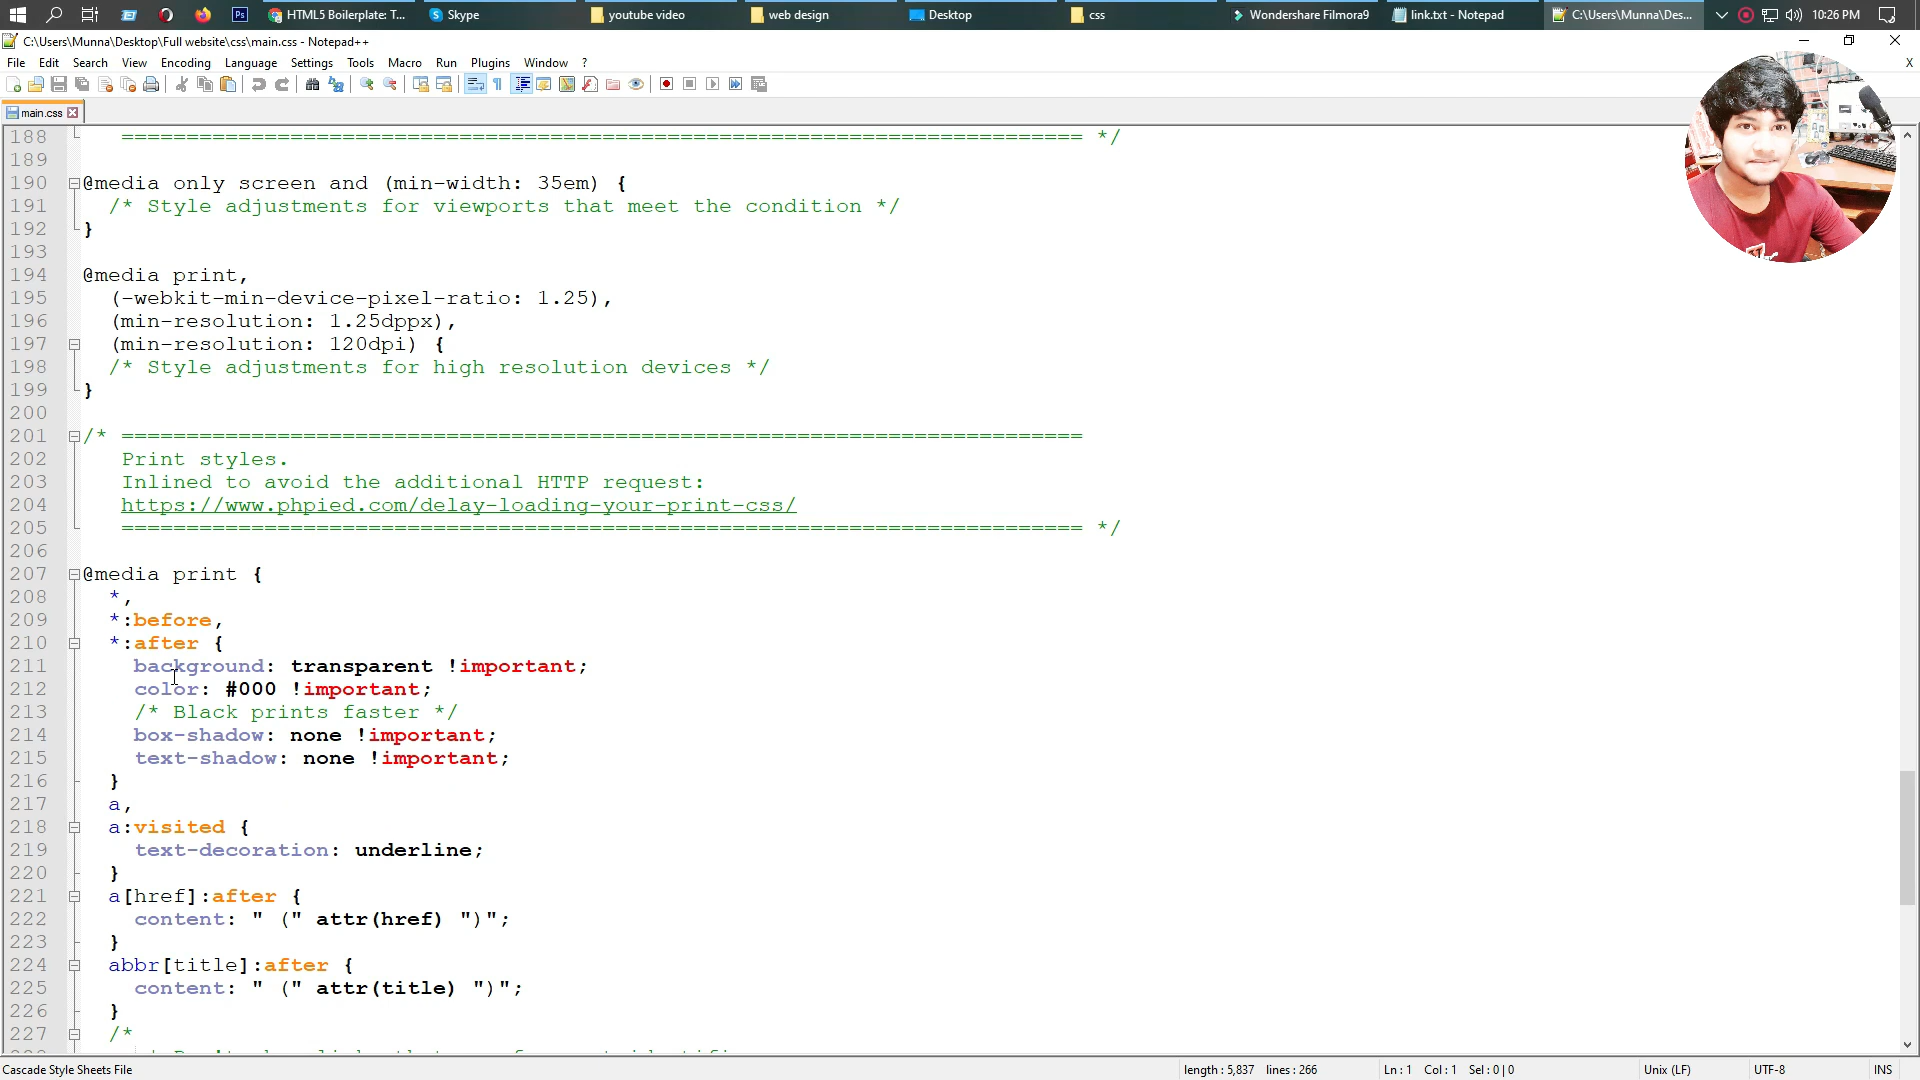 HTML5 Boilerplate: T...
Skype
youtube video
web design
Desktop
css
Wondershare Filmora9
link.txt - Notepad
C:\Users\Munna\Des...
10:26 PM
C:\Users\Munna\Desktop\Full website\css\main.css - Notepad++
File Edit Search View Encoding Language Settings Tools Macro Run Plugins Window ?
X
main.css
188 ========================================================================== */
189
190 @media only screen and (min-width: 35em) {
191 /* Style adjustments for viewports that meet the condition */
192 }
193
194 @media print,
195 (-webkit-min-device-pixel-ratio: 1.25),
196 (min-resolution: 1.25dppx),
197 (min-resolution: 120dpi) {
198 /* Style adjustments for high resolution devices */
199 }
200
201 /* ==========================================================================
202 Print styles.
203 Inlined to avoid the additional HTTP request:
204 https://www.phpied.com/delay-loading-your-print-css/
205 ========================================================================== */
206
207 @media print {
208 *,
209 *:before,
210 *:after {
211 background: transparent !important;
212 color: #000 !important;
213 /* Black prints faster */
214 box-shadow: none !important;
215 text-shadow: none !important;
216 }
217 a,
218 a:visited {
219 text-decoration: underline;
220 }
221 a[href]:after {
222 content: " (" attr(href) ")";
223 }
224 abbr[title]:after {
225 content: " (" attr(title) ")";
226 }
227 /*
Cascade Style Sheets File
length : 5,837 lines : 266
Ln : 1 Col : 1 Sel : 0 | 0
Unix (LF)
UTF-8
INS